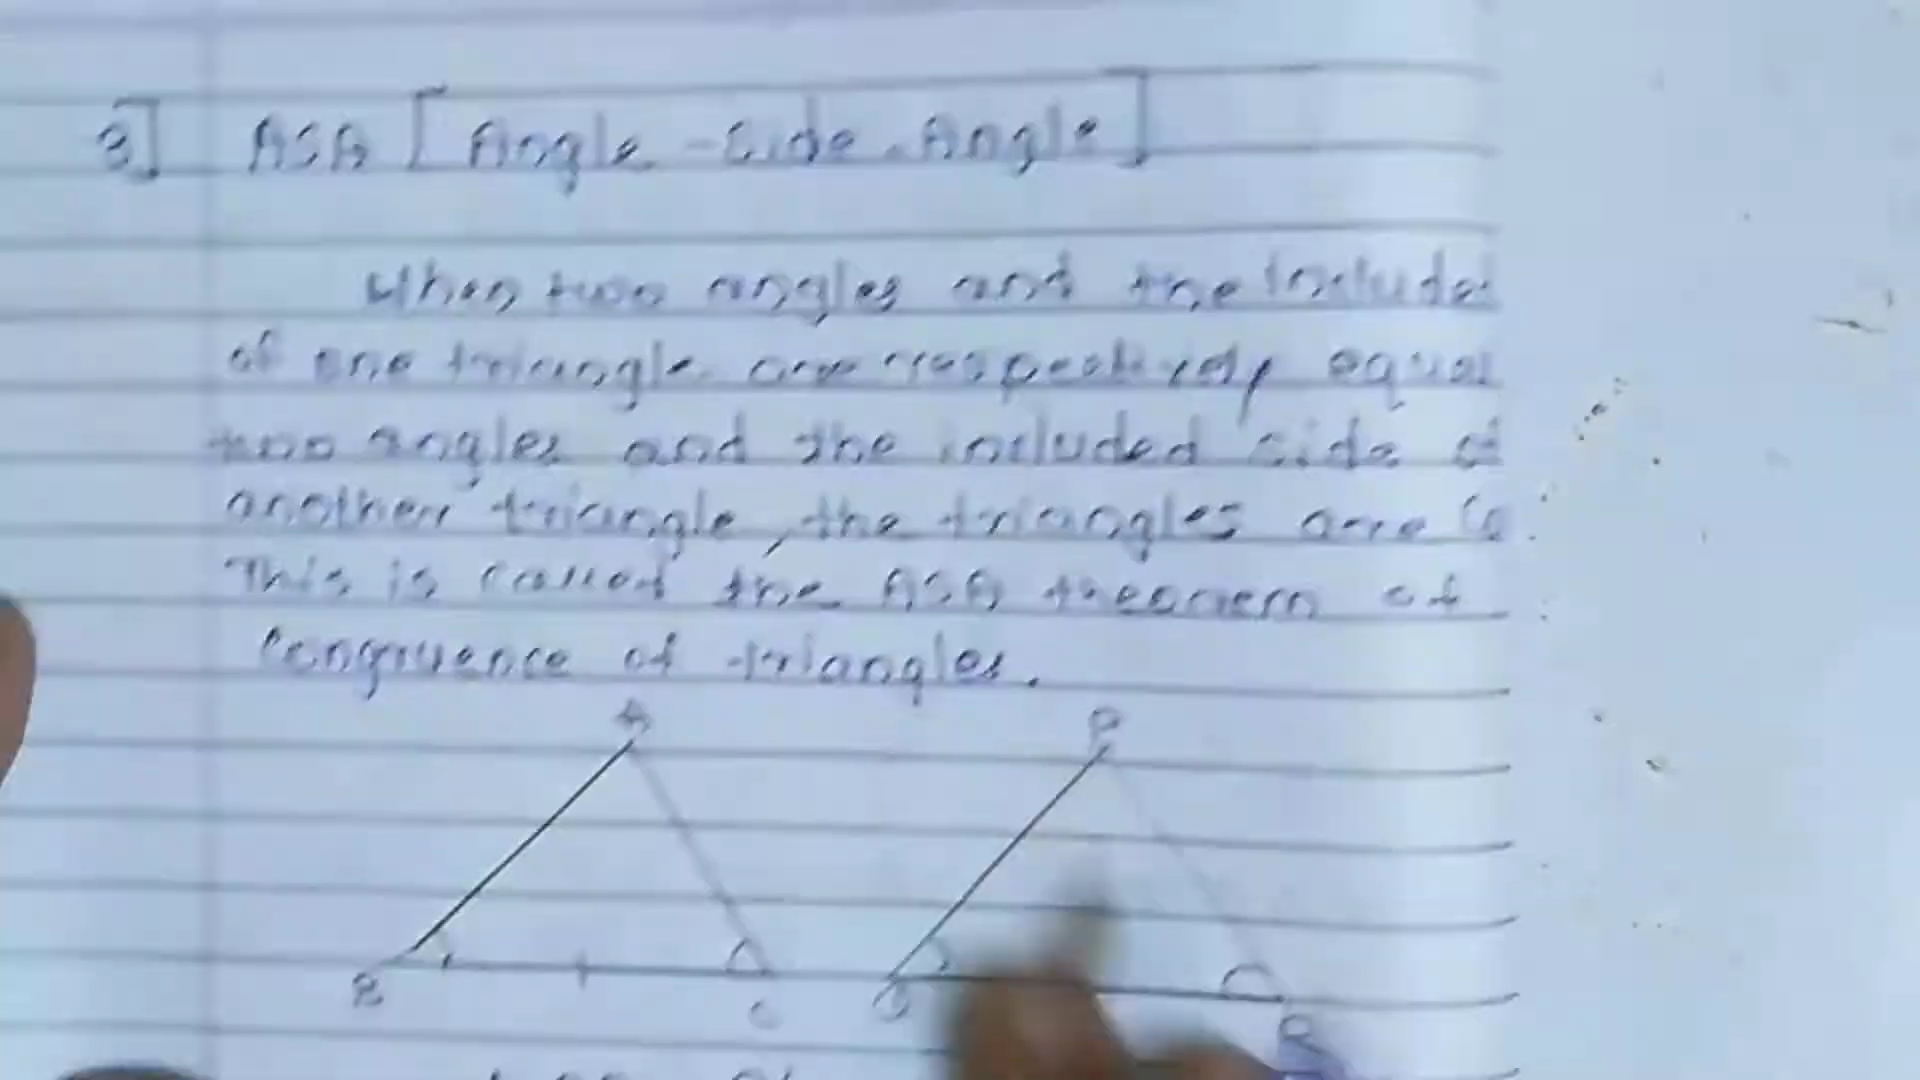 3] ASA [Angle-Side-Angle]
When two angles and the include
of one triangle are respectively equal
two angles and the included side of
another triangle, the triangles are Co
This is called the ASA theorem of
Congruence of triangles.
A P
B C Q R